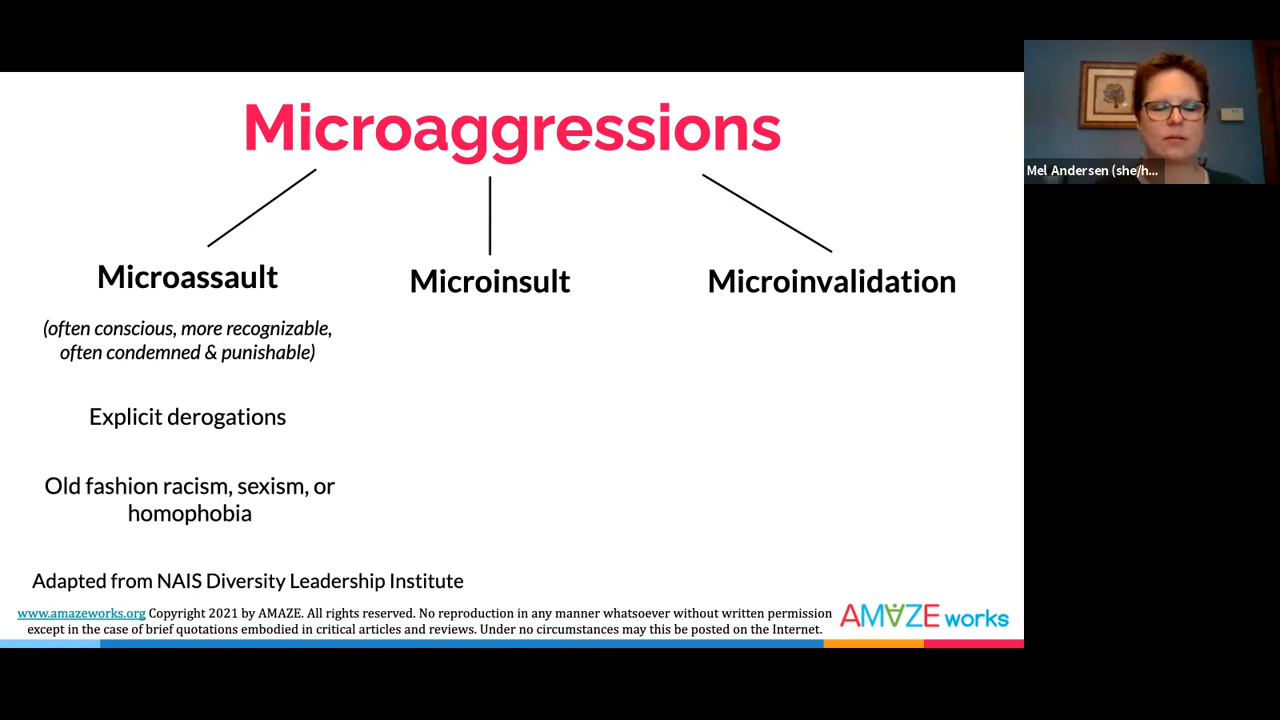 Microaggressions
Microassault
Microinsult
Microinvalidation
(often conscious, more recognizable,
often condemned & punishable)
Explicit derogations
Old fashion racism, sexism, or
homophobia
Adapted from NAIS Diversity Leadership Institute
www.amazeworks.org Copyright 2021 by AMAZE. All rights reserved. No reproduction in any manner whatsoever without written permission
except in the case of brief quotations embodied in critical articles and reviews. Under no circumstances may this be posted on the Internet.
AMAZE works
Mel Andersen (she/h...